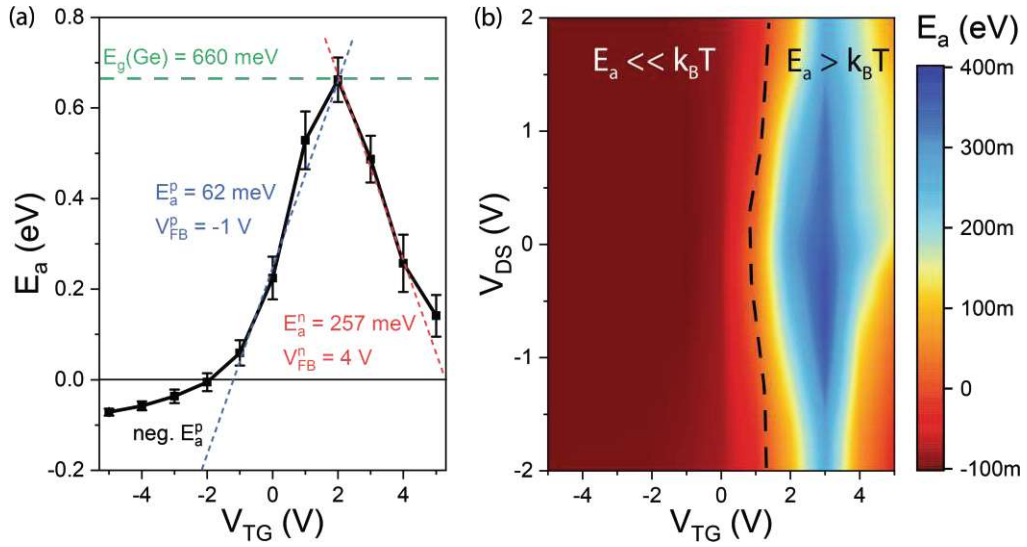 (a)
0.8
0.6
0.4
0.2
0.0
-0.2
E_a (eV)
E_g(Ge) = 660 meV
E_a^p = 62 meV
V_FB^p = -1 V
E_a^n = 257 meV
V_FB^n = 4 V
neg. E_a^p
-4 -2 0 2 4
V_TG (V)
(b)
2
1
0
-1
-2
V_DS (V)
E_a << k_BT
E_a > k_BT
-4 -2 0 2 4
V_TG (V)
E_a (eV)
400m
300m
200m
100m
0
-100m